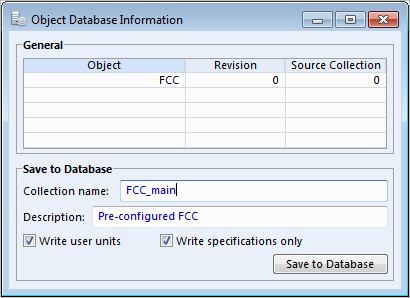 Object Database Information
General
Object Revision Source Collection
FCC 0 0
Save to Database
Collection name: FCC_main
Description: Pre-configured FCC
Write user units Write specifications only
Save to Database